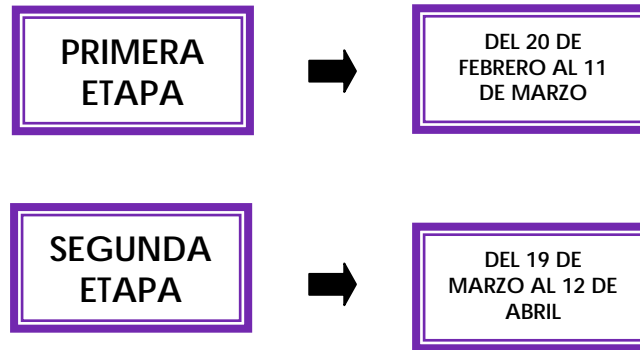 PRIMERA
ETAPA
DEL 20 DE
FEBRERO AL 11
DE MARZO
SEGUNDA
ETAPA
DEL 19 DE
MARZO AL 12 DE
ABRIL